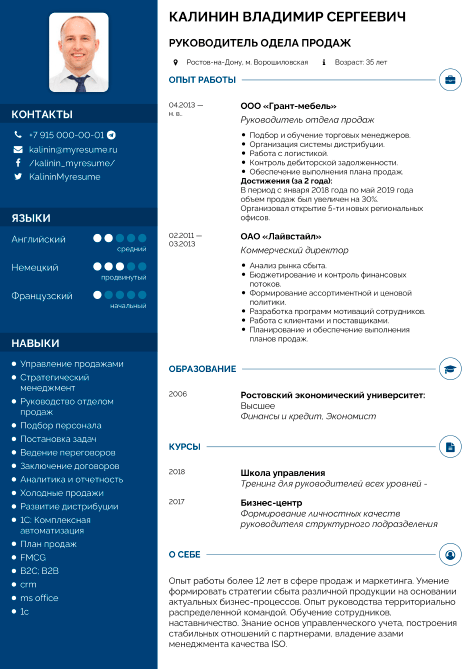 КАЛИНИН ВЛАДИМИР СЕРГЕЕВИЧ
РУКОВОДИТЕЛЬ ОДЕЛА ПРОДАЖ
Ростов-на-Дону, м. Ворошиловская
Возраст: 35 лет
КОНТАКТЫ
+7 915 000-00-01
kalinin@myresume.ru
/kalinin_myresume/
KalininMyresume
ЯЗЫКИ
Английский
средний
Немецкий
продвинутый
Французский
начальный
НАВЫКИ
Управление продажами
Стратегический
менеджмент
Руководство отделом
продаж
Подбор персонала
Постановка задач
Ведение переговоров
Заключение договоров
Аналитика и отчетность
Холодные продажи
Развитие дистрибуции
1С: Комплексная
автоматизация
План продаж
FMCG
B2C: B2B
crm
ms office
1c
ОПЫТ РАБОТЫ
04.2013 —
н. в.
ООО «Грант-мебель»
Руководитель отдела продаж
Подбор и обучение торговых менеджеров.
Организация системы дистрибуции.
Работа с логистикой.
Контроль дебиторской задолженности.
Обеспечение выполнения плана продаж.
Достижения (за 2 года):
В период с января 2018 года по май 2019 года
объем продаж был увеличен на 30%.
Организовал открытие 5-ти новых региональных
офисов.
02.2011 —
03.2013
ОАО «Лайвстайл»
Коммерческий директор
Анализ рынка сбыта.
Бюджетирование и контроль финансовых
потоков.
Формирование ассортиментной и ценовой
политики.
Разработка программ мотиваций сотрудников.
Работа с клиентами и поставщиками.
Планирование и обеспечение выполнения
планов продаж.
ОБРАЗОВАНИЕ
2006
Ростовский экономический университет:
Высшее
Финансы и кредит, Экономист
КУРСЫ
2018
Школа управления
Тренинг для руководителей всех уровней -
2017
Бизнес-центр
Формирование личностных качеств
руководителя структурного подразделения
О СЕБЕ
Опыт работы более 12 лет в сфере продаж и маркетинга. Умение
формировать стратегии сбыта различной продукции на основании
актуальных бизнес-процессов. Опыт руководства территориально
распределенной командой. Обучение сотрудников,
наставничество. Знание основ управленческого учета, построения
стабильных отношений с партнерами, владение азами
менеджмента качества ISO.